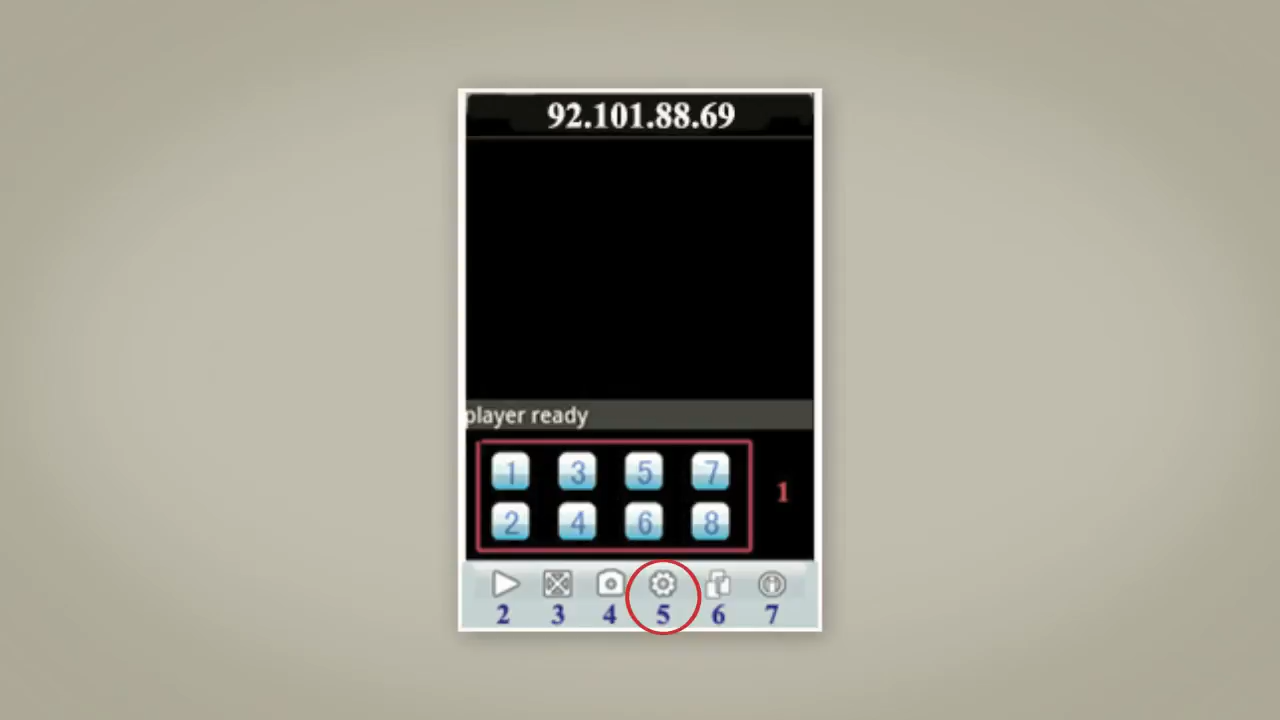 92.101.88.69
player ready
1 3 5 7
1
2 4 6 8
2 3 4 5 6 7